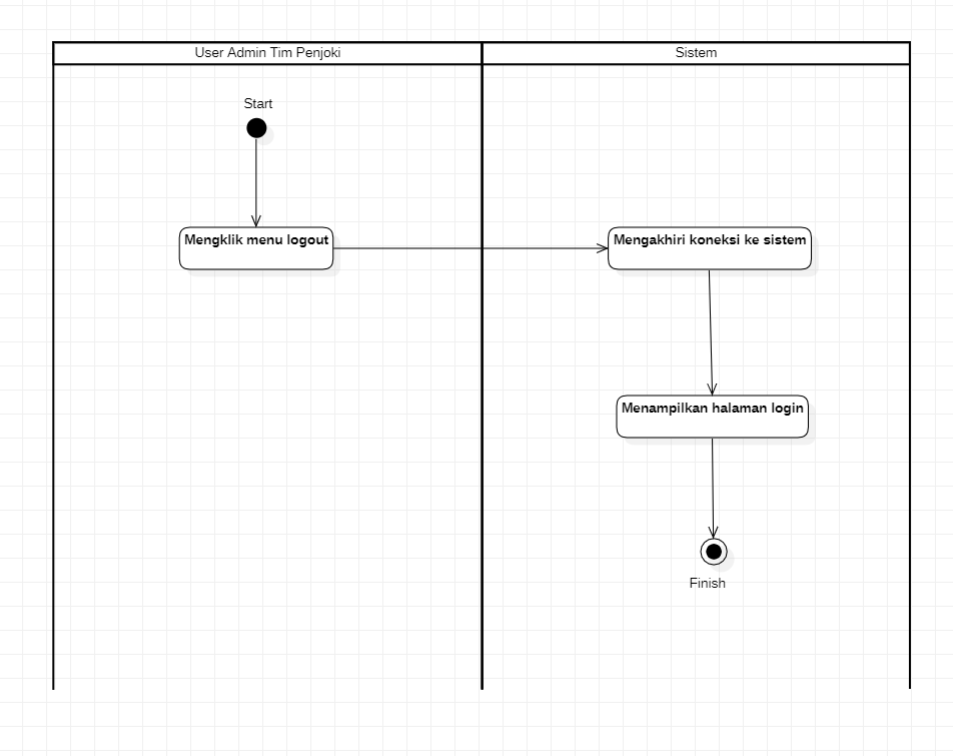 User Admin Tim Penjoki
Sistem
Start
Mengklik menu logout
Mengakhiri koneksi ke sistem
Menampilkan halaman login
Finish